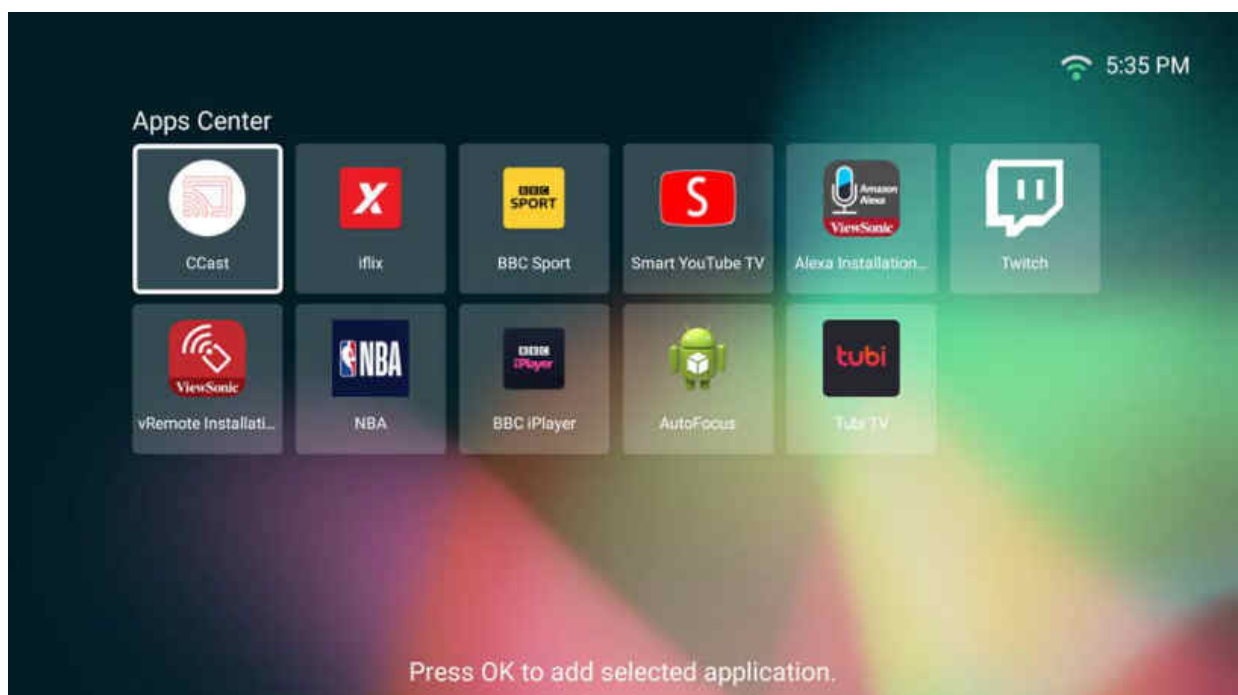 5:35 PM
Apps Center
BBC
SPORT
S
Amazon
Alexa
ViewSonic
CCast
iflix
BBC Sport
Smart YouTube TV
Alexa Installation...
Twitch
ViewSonic
NBA
BBC
iPlayer
tubi
vRemote Installati...
NBA
BBC iPlayer
AutoFocus
Tubi TV
Press OK to add selected application.